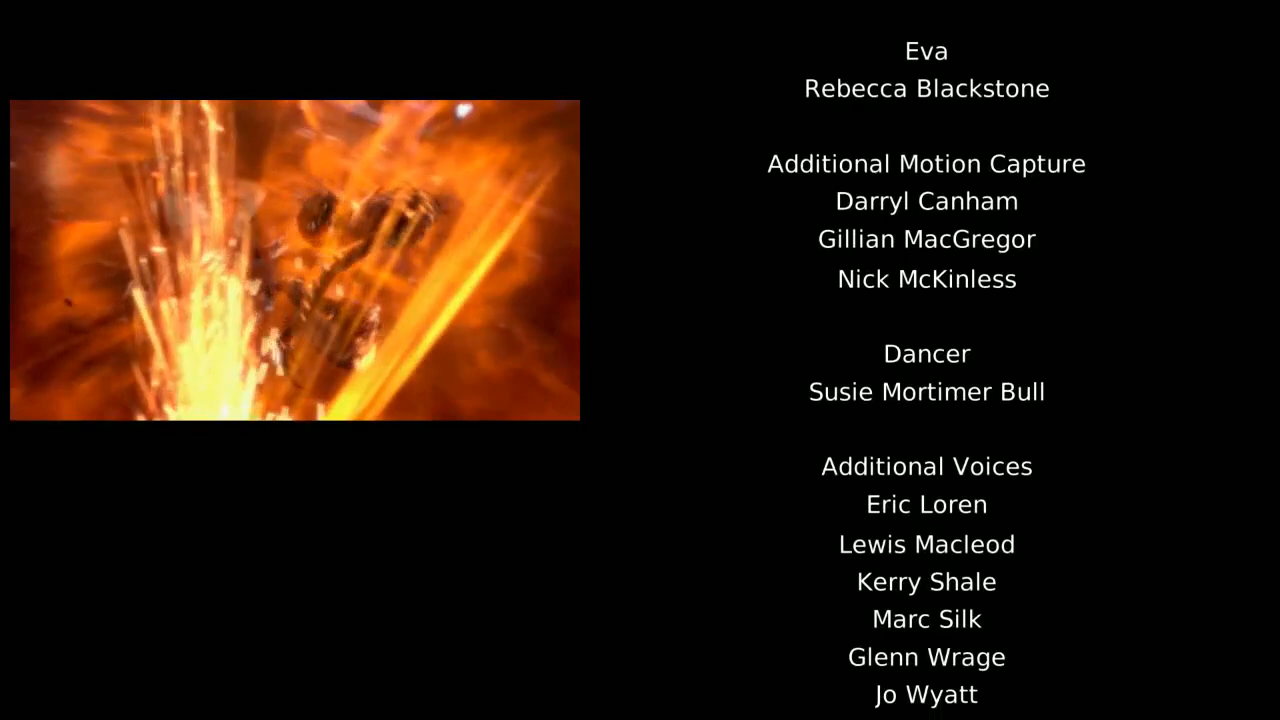 Eva
Rebecca Blackstone
Additional Motion Capture
Darryl Canham
Gillian MacGregor
Nick McKinless
Dancer
Susie Mortimer Bull
Additional Voices
Eric Loren
Lewis Macleod
Kerry Shale
Marc Silk
Glenn Wrage
Jo Wyatt